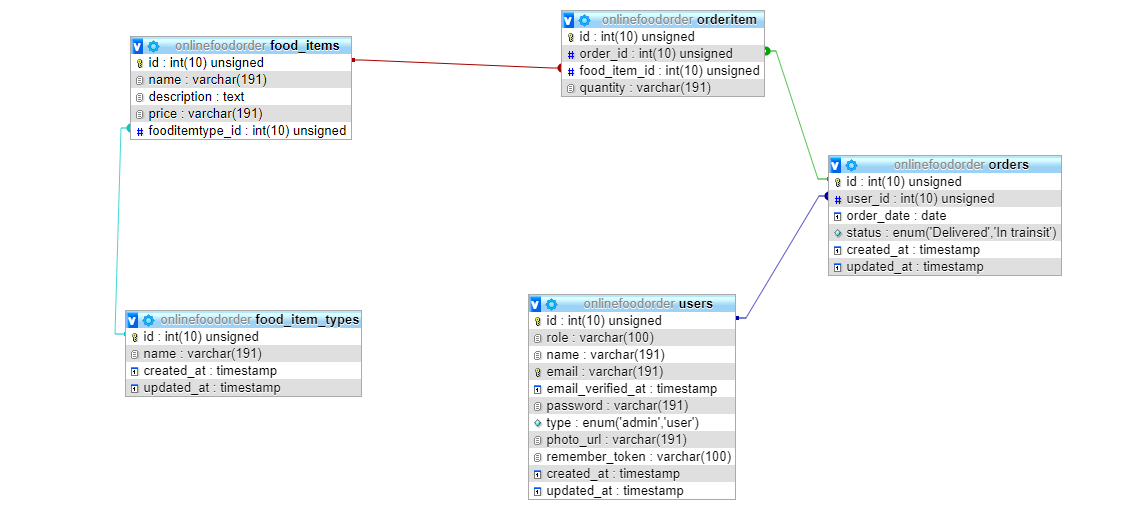 onlinefoodorder food_items
id : int(10) unsigned
name : varchar(191)
description : text
price : varchar(191)
fooditemtype_id : int(10) unsigned
onlinefoodorder orderitem
id : int(10) unsigned
order_id : int(10) unsigned
food_item_id : int(10) unsigned
quantity : varchar(191)
onlinefoodorder orders
id : int(10) unsigned
user_id : int(10) unsigned
order_date : date
status : enum('Delivered','In trainsit')
created_at : timestamp
updated_at : timestamp
onlinefoodorder food_item_types
id : int(10) unsigned
name : varchar(191)
created_at : timestamp
updated_at : timestamp
onlinefoodorder users
id : int(10) unsigned
role : varchar(100)
name : varchar(191)
email : varchar(191)
email_verified_at : timestamp
password : varchar(191)
type : enum('admin','user')
photo_url : varchar(191)
remember_token : varchar(100)
created_at : timestamp
updated_at : timestamp